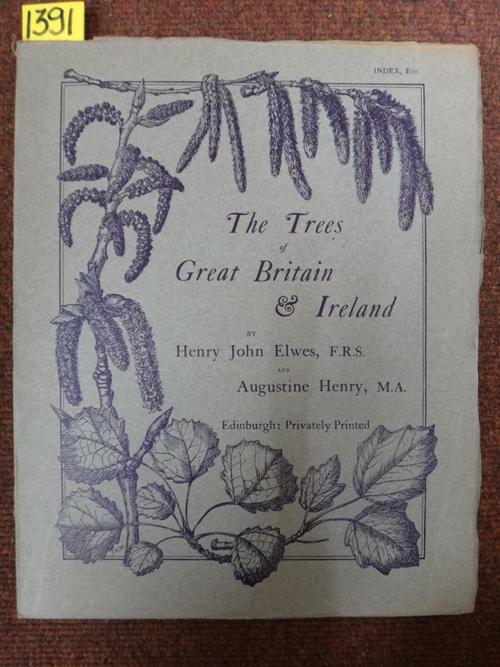 1391
INDEX, Etc.
The Trees
of
Great Britain
& Ireland
BY
Henry John Elwes, F.R.S.
AND
Augustine Henry, M.A.
Edinburgh: Privately Printed